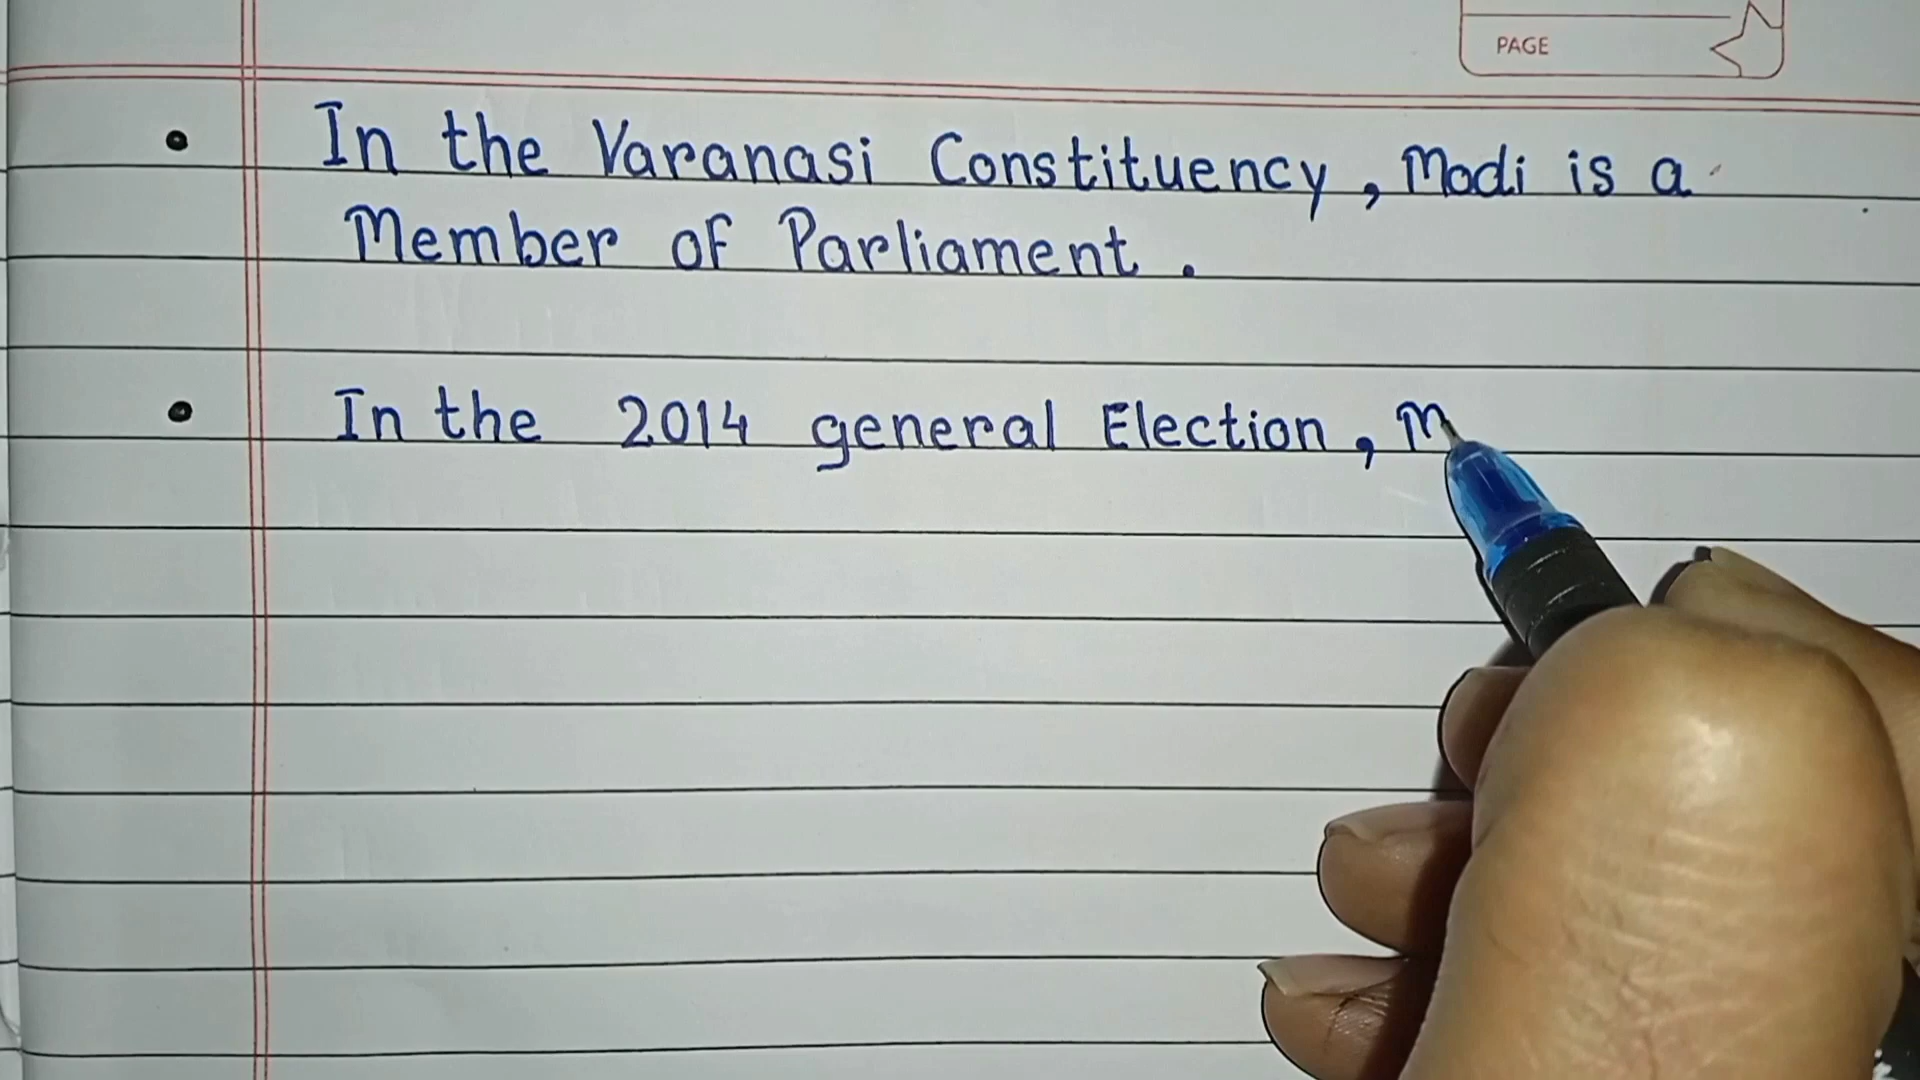 PAGE
In the Varanasi Constituency, Modi is a
Member of Parliament.
In the 2014 general Election, M